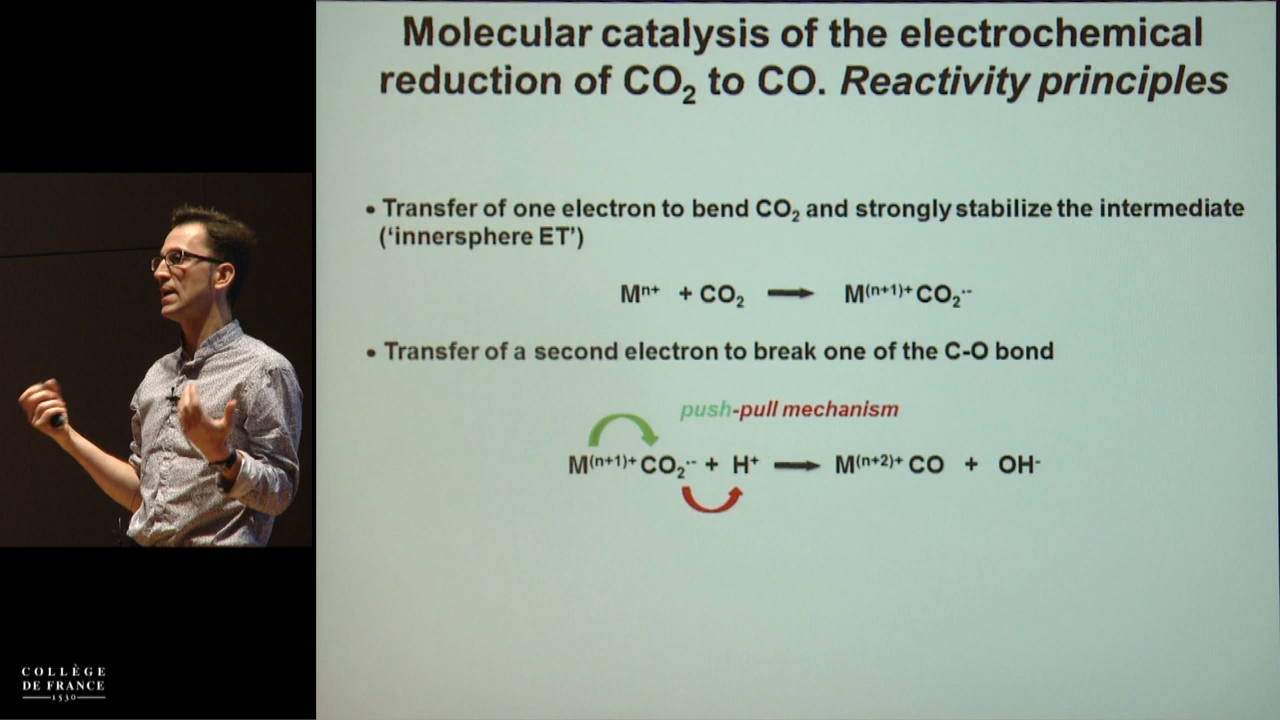 Molecular catalysis of the electrochemical
reduction of CO₂ to CO. Reactivity principles
• Transfer of one electron to bend CO₂ and strongly stabilize the intermediate
(‘innersphere ET’)
Mⁿ⁺ + CO₂ → M⁽ⁿ⁺¹⁾⁺ CO₂·⁻
• Transfer of a second electron to break one of the C-O bond
push-pull mechanism
M⁽ⁿ⁺¹⁾⁺ CO₂·⁻ + H⁺ → M⁽ⁿ⁺²⁾⁺ CO + OH⁻
COLLÈGE
DE FRANCE
1530